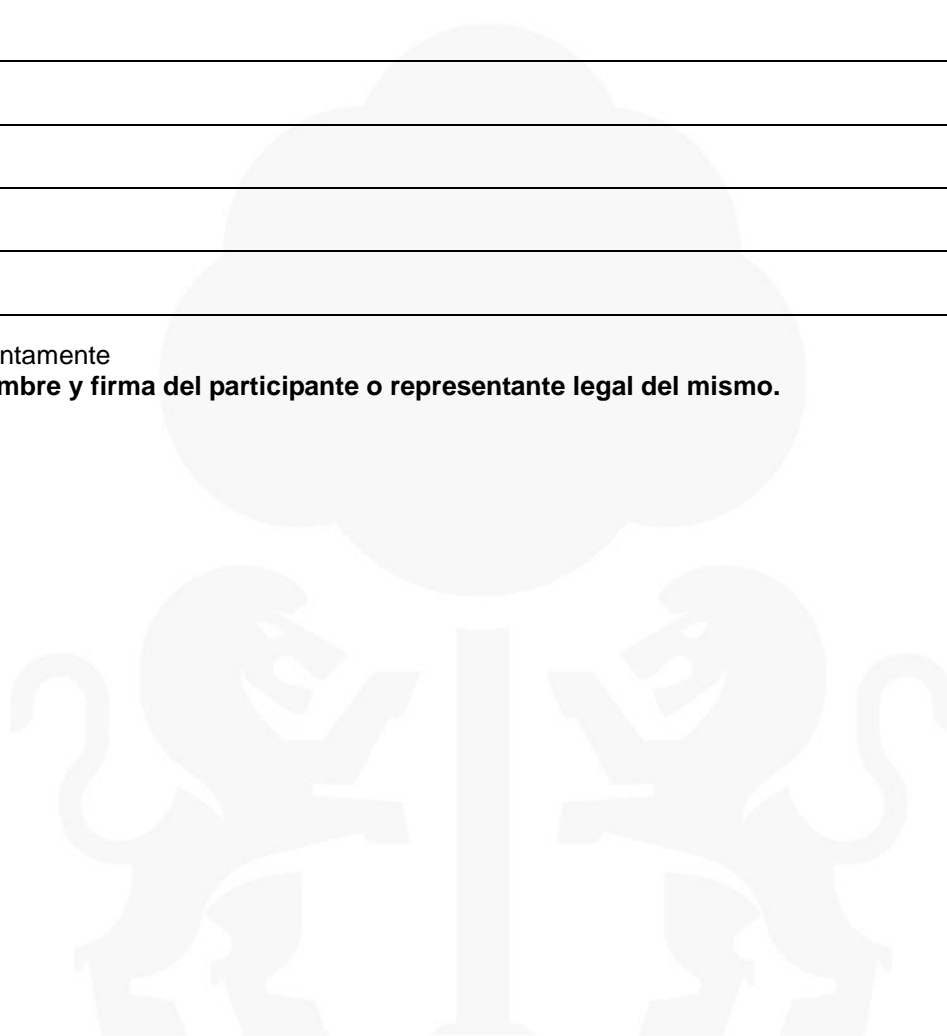 ntamente
mbre y firma del participante o representante legal del mismo.